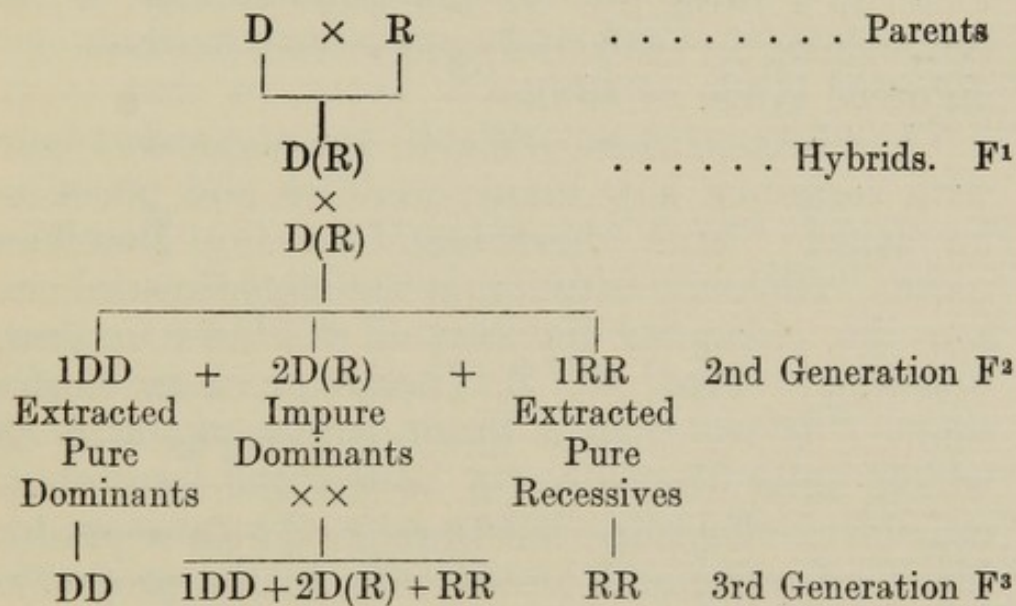 D × R . . . . . . . . Parents
D(R) . . . . . . Hybrids. F¹
×
D(R)
1DD + 2D(R) + 1RR 2nd Generation F²
Extracted Impure Extracted
Pure Dominants Pure
Dominants × × Recessives
DD 1DD + 2D(R) + RR RR 3rd Generation F³